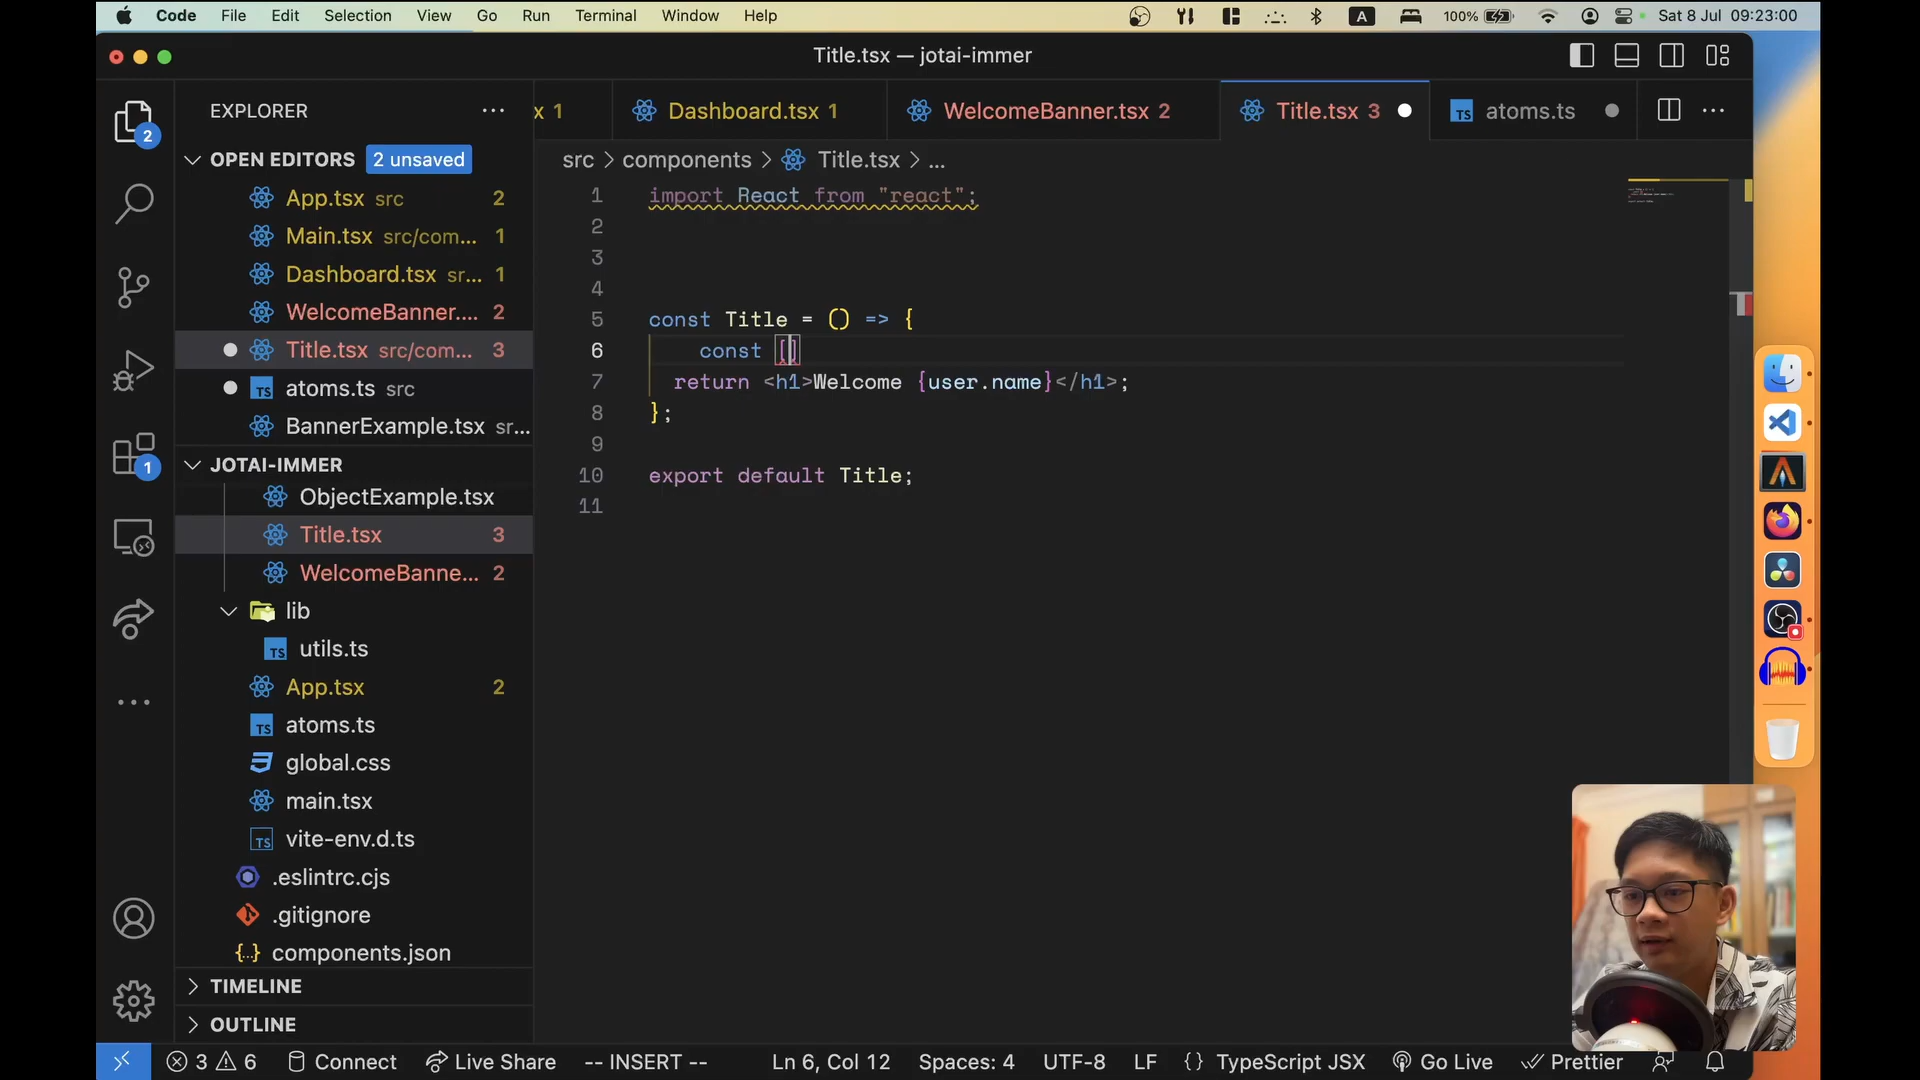 Code File Edit Selection View Go Run Terminal Window Help A 100% Sat 8 Jul 09:23:00
Title.tsx — jotai-immer
EXPLORER
x 1 Dashboard.tsx 1 WelcomeBanner.tsx 2 Title.tsx 3 TS atoms.ts
2
OPEN EDITORS 2 unsaved
src > components > Title.tsx > ...
App.tsx src 2
Main.tsx src/com... 1
Dashboard.tsx sr... 1
WelcomeBanner.... 2
Title.tsx src/com... 3
TS atoms.ts src
BannerExample.tsx sr...
1 import React from "react";
2
3
4
5 const Title = () => {
6 const []
7 return <h1>Welcome {user.name}</h1>;
8 };
9
10 export default Title;
11
JOTAI-IMMER
1
ObjectExample.tsx
Title.tsx 3
WelcomeBanne... 2
lib
TS utils.ts
App.tsx 2
TS atoms.ts
global.css
main.tsx
TS vite-env.d.ts
.eslintrc.cjs
.gitignore
{..} components.json
TIMELINE
OUTLINE
3 6 Connect Live Share -- INSERT -- Ln 6, Col 12 Spaces: 4 UTF-8 LF {} TypeScript JSX Go Live Prettier